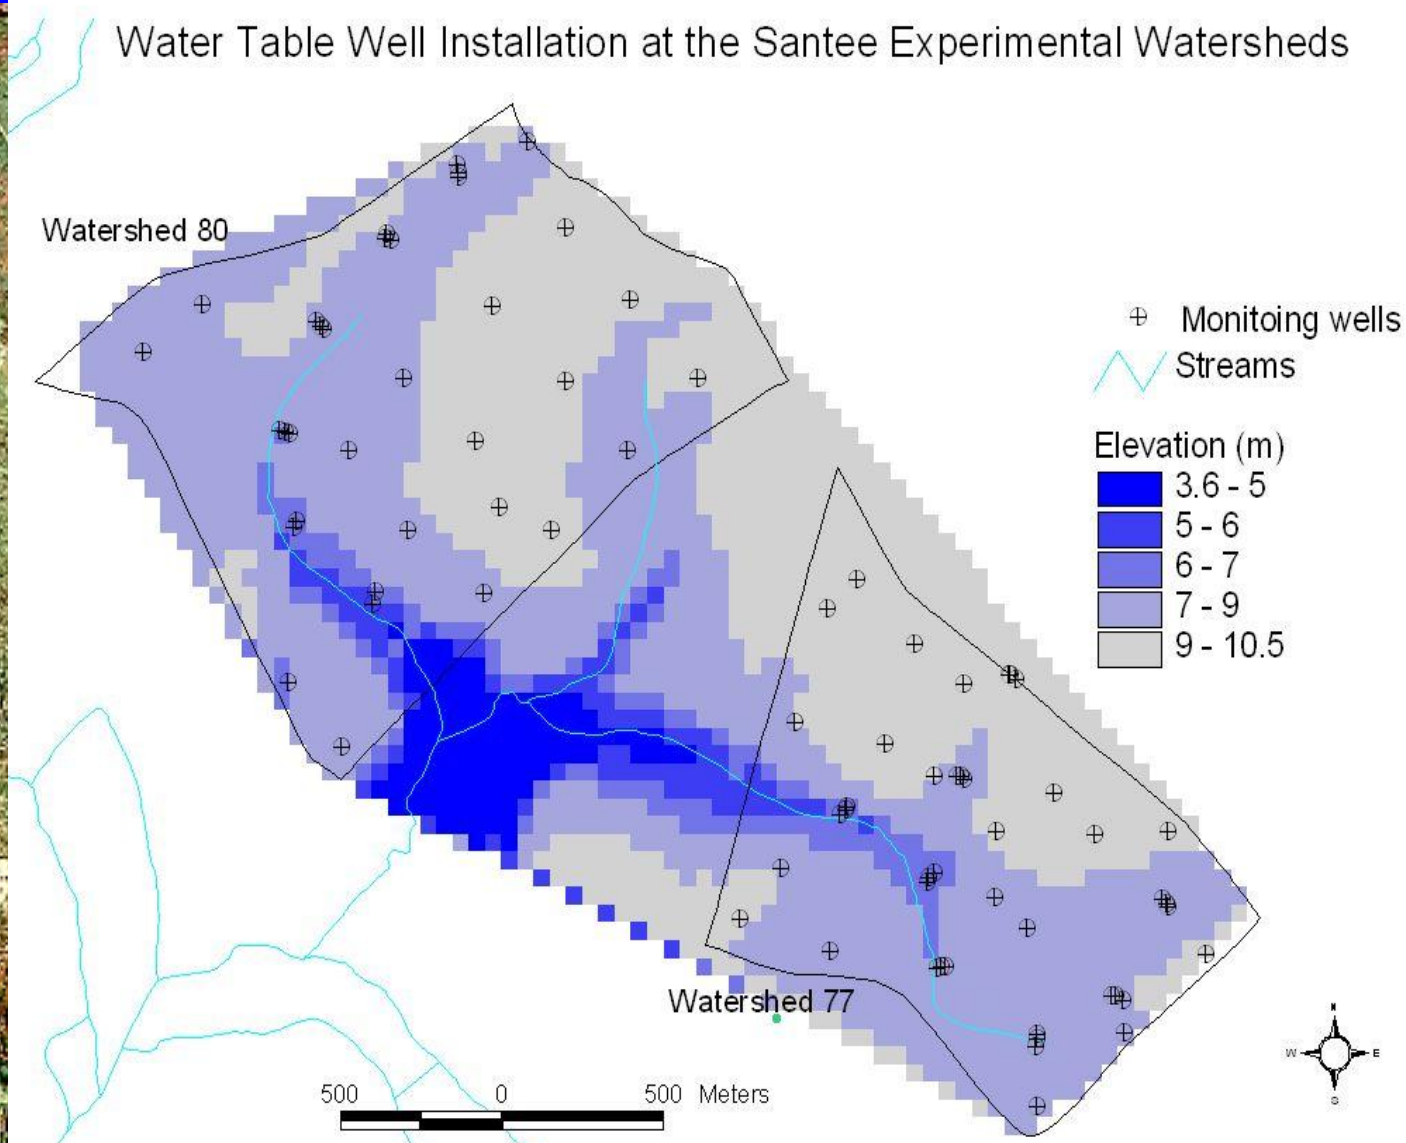 Water Table Well Installation at the Santee Experimental Watersheds
Watershed 80
Monitoing wells
Streams
Elevation (m)
3.6 - 5
5 - 6
6 - 7
7 - 9
9 - 10.5
Watershed 77
500 0 500 Meters
N
W E
S